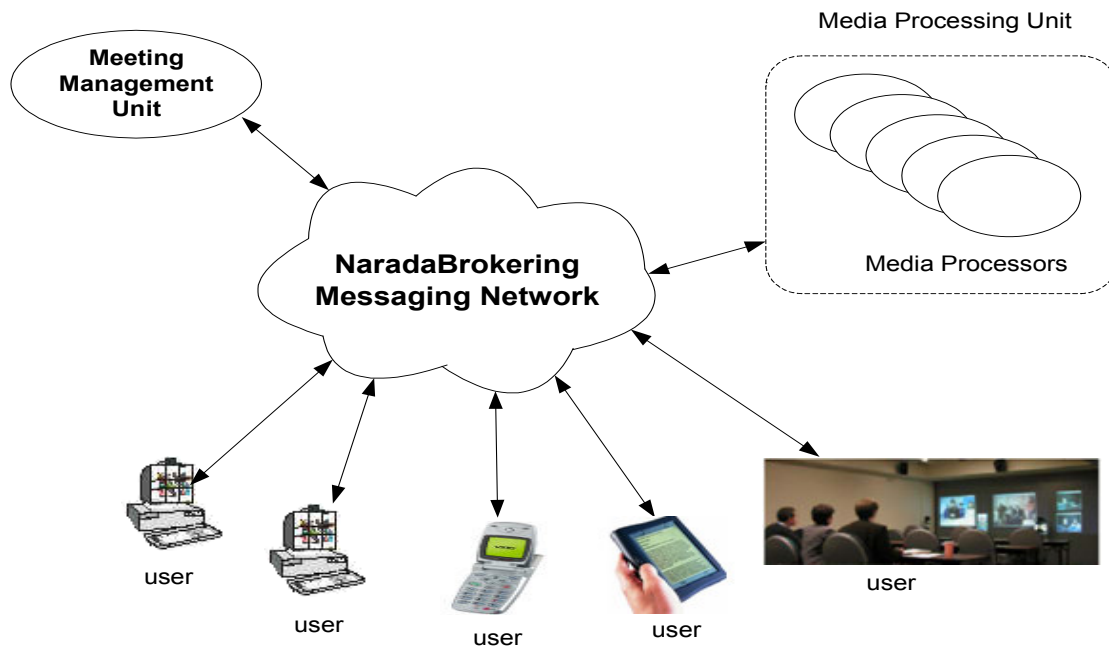 Media Processing Unit
Meeting
Management
Unit
NaradaBrokering
Messaging Network
Media Processors
user
user
user
user
user